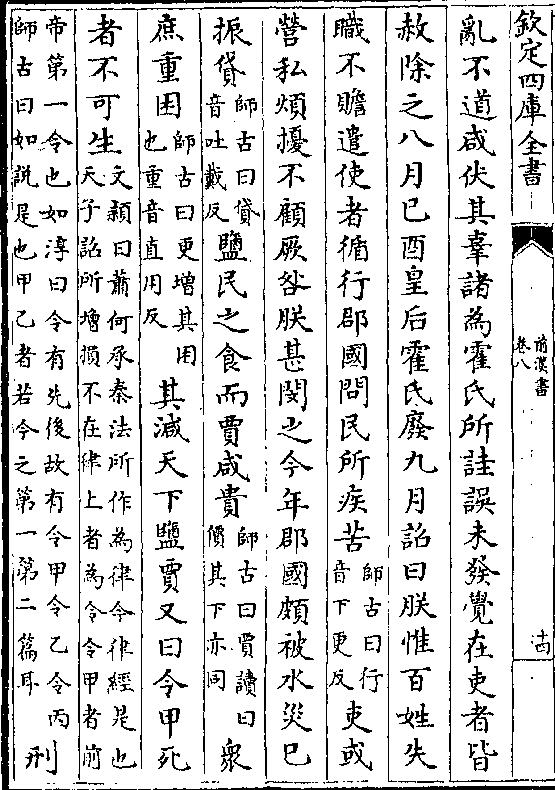 欽定四庫全書
前漢書
卷八
十四
亂不道咸伏其辜諸為霍氏所詿誤未發覺在吏者皆
赦除之八月已酉皇后霍氏廢九月詔曰朕惟百姓失
職不贍遣使者循行郡國問民所疾苦師古曰行音下更反吏或
營私煩擾不顧厥咎朕甚閔之今年郡國頗被水災已
振貸師古曰貸音吐戴反鹽民之食而賈咸貴師古曰賈讀曰價其下亦同衆
庶重困師古曰更增其困也重音直用反其減天下鹽賈又曰令甲死
者不可生文穎曰蕭何承秦法所作為律令律經是也天子詔所增損不在律上者為令令甲者前
帝第一令也如淳曰令有先後故有令甲令乙令丙師古曰如說是也甲乙者若今之第一第二篇耳刑